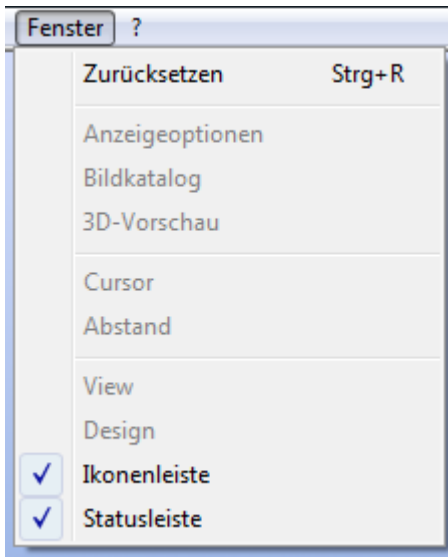 Fenster ?
Zurücksetzen Strg+R
Anzeigeoptionen
Bildkatalog
3D-Vorschau
Cursor
Abstand
View
Design
Ikonenleiste
Statusleiste